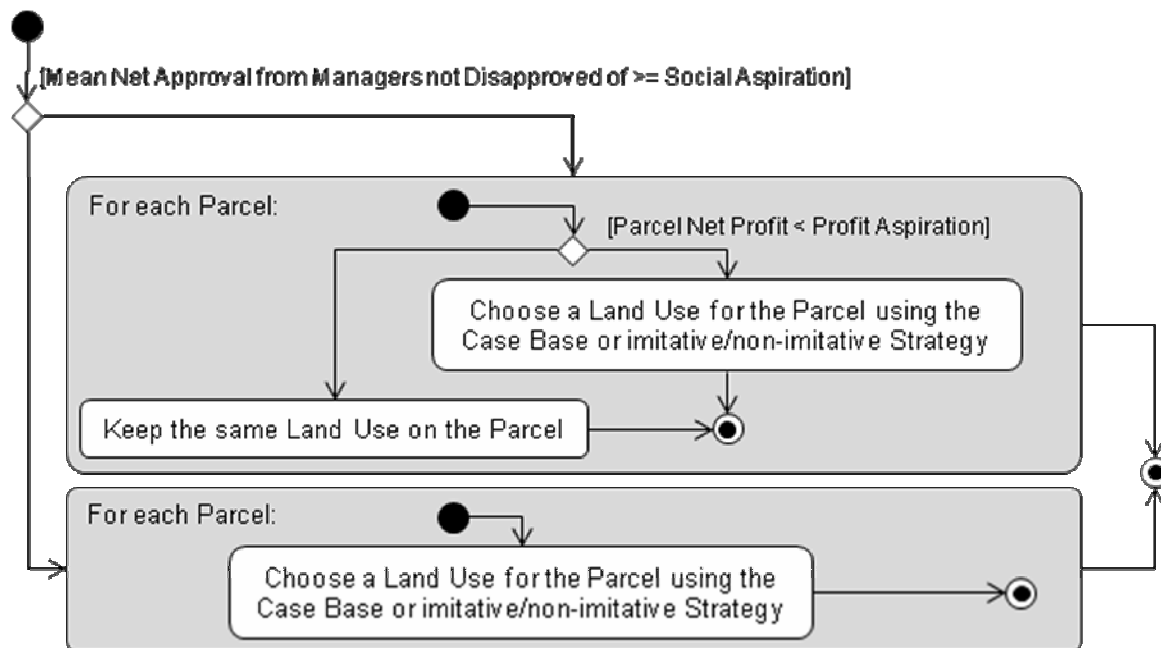 [Mean Net Approval from Managers not Disapproved of >= Social Aspiration]
For each Parcel:
[Parcel Net Profit < Profit Aspiration]
Choose a Land Use for the Parcel using the
Case Base or imitative/non-imitative Strategy
Keep the same Land Use on the Parcel
For each Parcel:
Choose a Land Use for the Parcel using the
Case Base or imitative/non-imitative Strategy